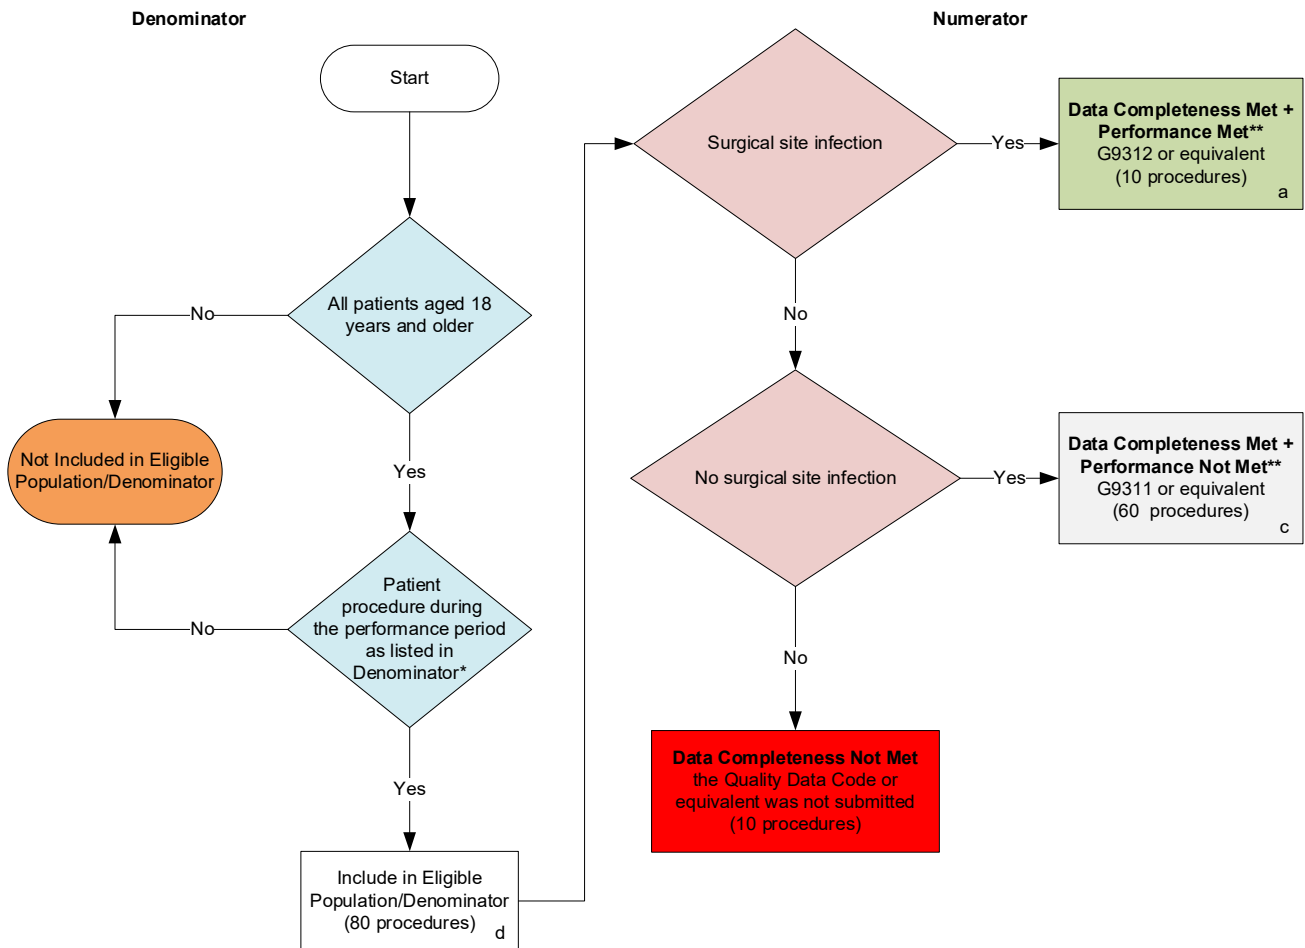 Denominator
Start
All patients aged 18
years and older
No
Not Included in Eligible
Population/Denominator
Yes
Patient
procedure during
the performance period
as listed in
Denominator*
No
Yes
Include in Eligible
Population/Denominator
(80 procedures)
d
Numerator
Surgical site infection
Yes
Data Completeness Met +
Performance Met**
G9312 or equivalent
(10 procedures)
a
No
No surgical site infection
Yes
Data Completeness Met +
Performance Not Met**
G9311 or equivalent
(60  procedures)
c
No
Data Completeness Not Met
the Quality Data Code or
equivalent was not submitted
(10 procedures)